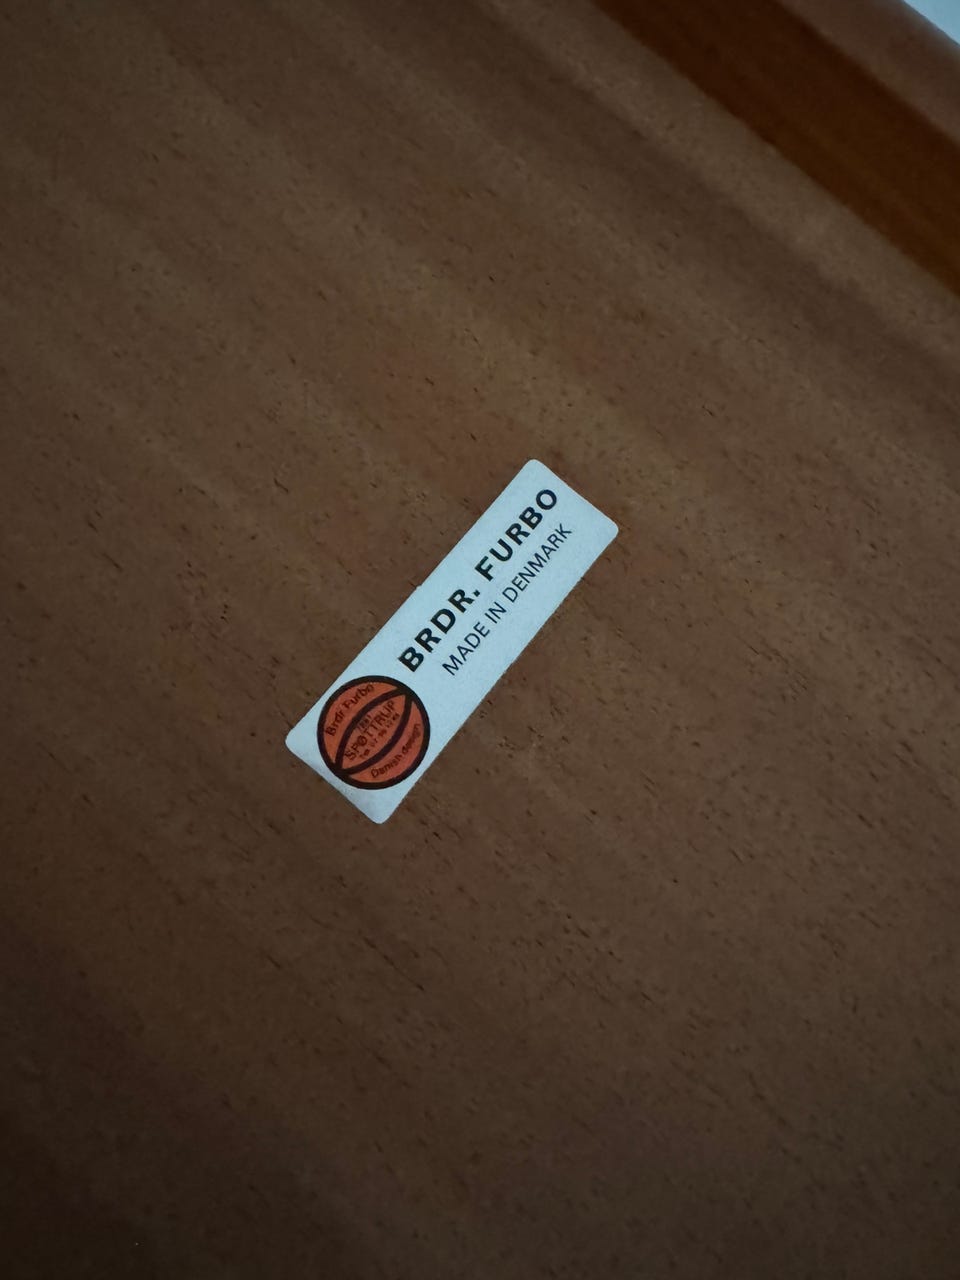 BRDR. FURBO
MADE IN DENMARK
Brdr Furbo
SPØTTRUP
Danish design